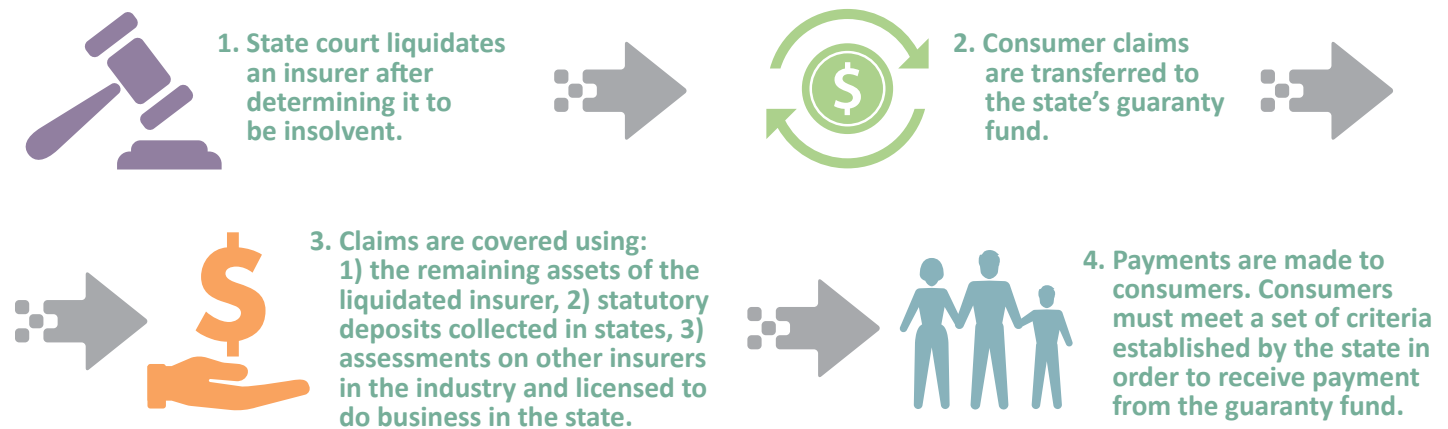 1. State court liquidates
an insurer after
determining it to
be insolvent.
$
2. Consumer claims
are transferred to
the state's guaranty
fund.
$
3. Claims are covered using:
1) the remaining assets of the
liquidated insurer, 2) statutory
deposits collected in states, 3)
assessments on other insurers
in the industry and licensed to
do business in the state.
4. Payments are made to
consumers. Consumers
must meet a set of criteria
established by the state in
order to receive payment
from the guaranty fund.